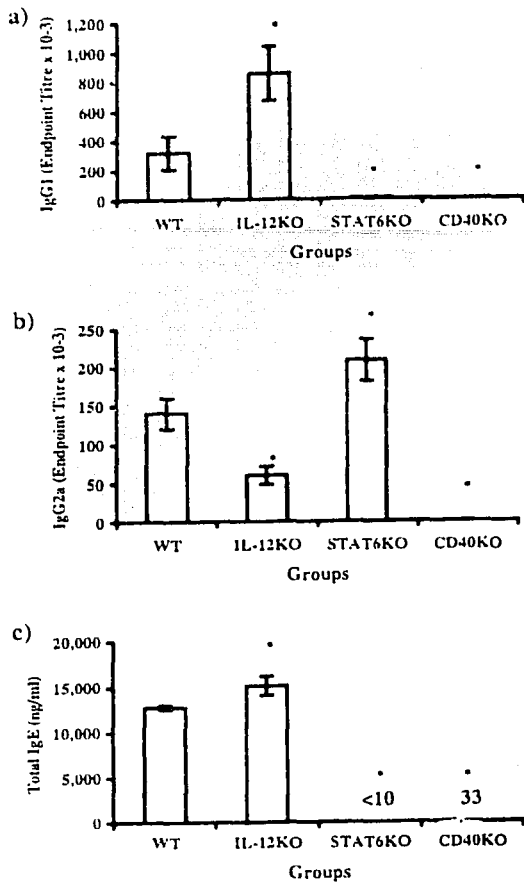 a)
IgG1 (Endpoint Titre x 10-3)
1,200
1,000
800
600
400
200
0
WT IL-12KO STAT6KO CD40KO
Groups
b)
IgG2a (Endpoint Titre x 10-3)
250
200
150
100
50
0
WT IL-12KO STAT6KO CD40KO
Groups
c)
Total IgE (ng/ml)
20,000
15,000
10,000
5,000
0
<10 33
WT IL-12KO STAT6KO CD40KO
Groups